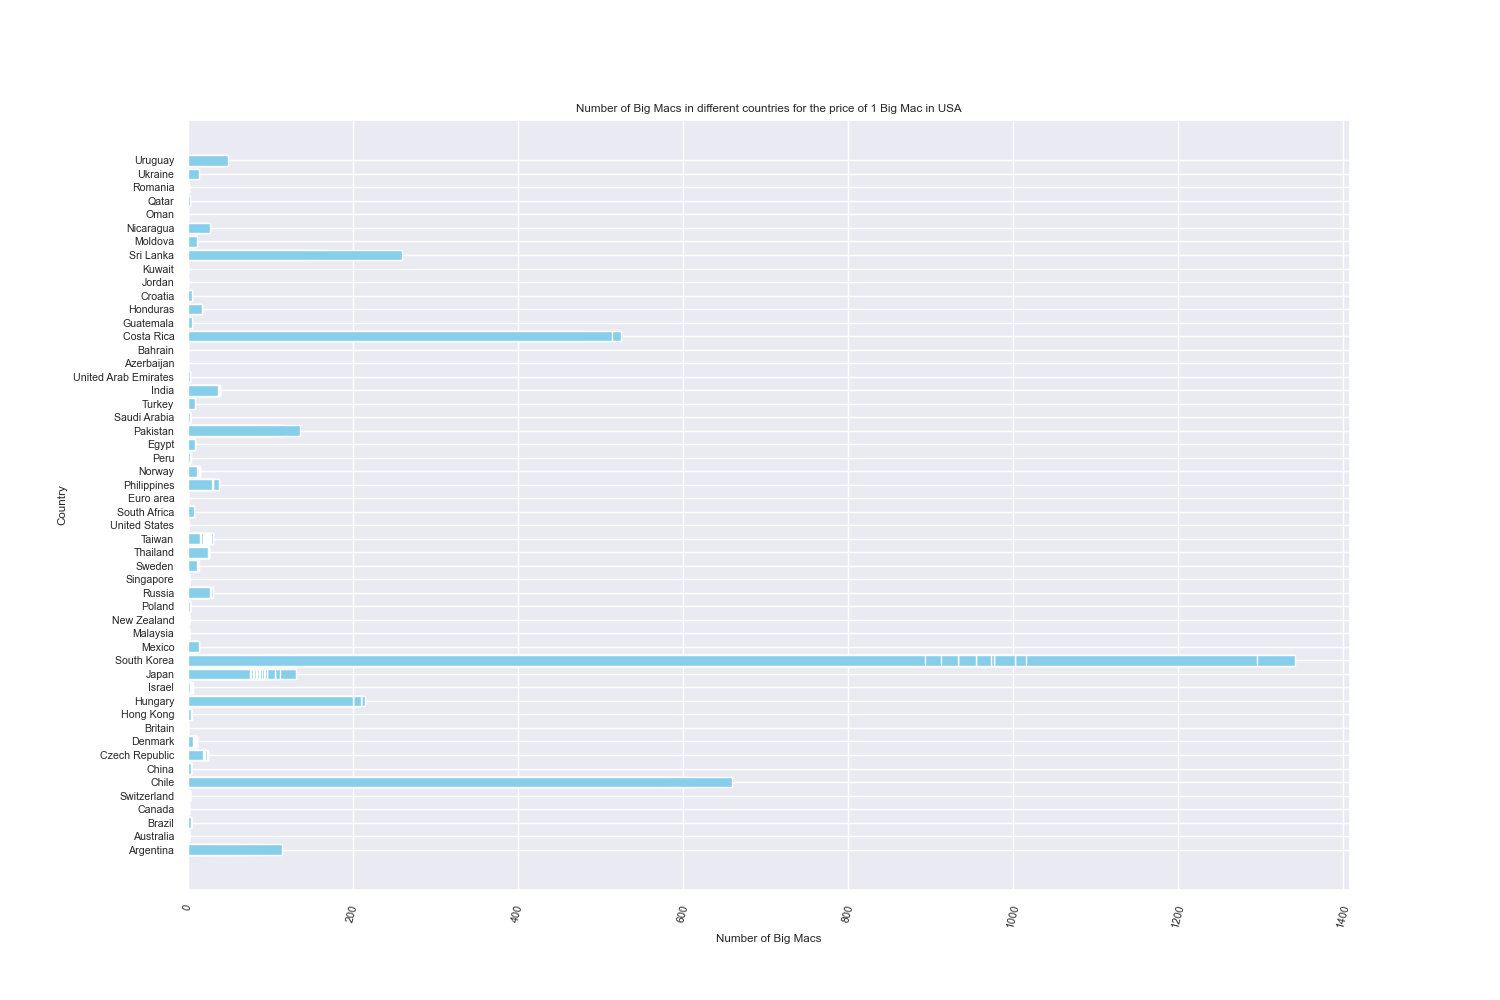 Number of Big Macs in different countries for the price of 1 Big Mac in USA
Uruguay
Ukraine
Romania
Qatar
Oman
Nicaragua
Moldova
Sri Lanka
Kuwait
Jordan
Croatia
Honduras
Guatemala
Costa Rica
Bahrain
Azerbaijan
United Arab Emirates
India
Turkey
Saudi Arabia
Pakistan
Egypt
Peru
Norway
Philippines
Euro area
South Africa
United States
Taiwan
Thailand
Sweden
Singapore
Russia
Poland
New Zealand
Malaysia
Mexico
South Korea
Japan
Israel
Hungary
Hong Kong
Britain
Denmark
Czech Republic
China
Chile
Switzerland
Canada
Brazil
Australia
Argentina
Country
0 200 400 600 800 1000 1200 1400
Number of Big Macs